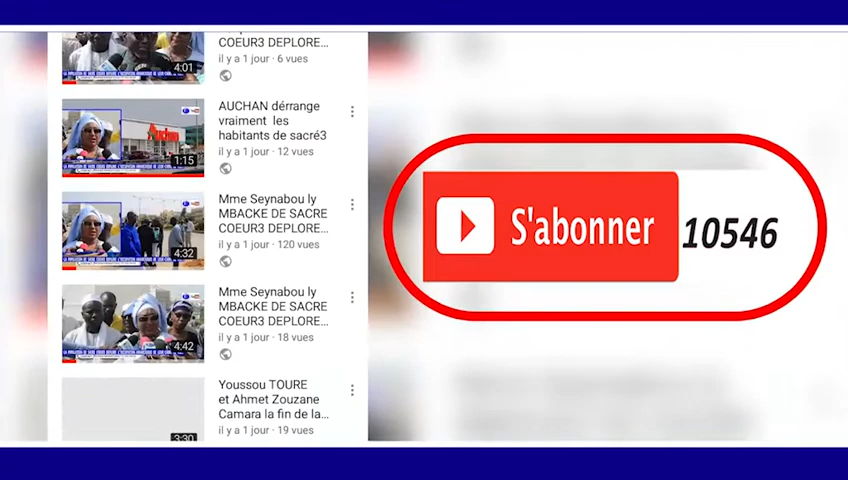 COEUR3 DEPLORE...
il y a 1 jour · 6 vues
4:01
AUCHAN dérrange
vraiment les
habitants de sacré3
il y a 1 jour · 12 vues
Auchan
1:15
Mme Seynabou ly
MBACKE DE SACRE
COEUR3 DEPLORE...
il y a 1 jour · 120 vues
4:32
Mme Seynabou ly
MBACKE DE SACRE
COEUR3 DEPLORE...
il y a 1 jour · 18 vues
4:42
Youssou TOURE
et Ahmet Zouzane
Camara la fin de la...
il y a 1 jour · 19 vues
3:30
S'abonner 10546